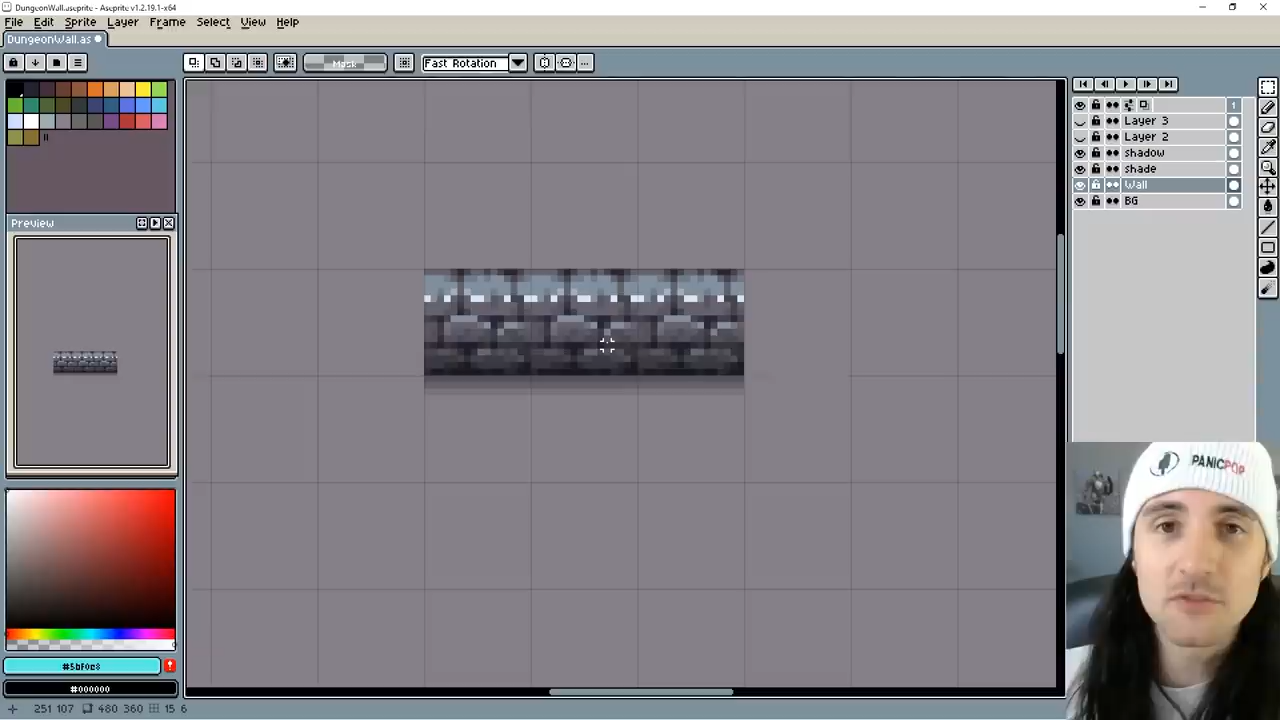 DungeonWall.aseprite - Aseprite v1.2.19.1-x64
File Edit Sprite Layer Frame Select View Help
DungeonWall.as
Mask
Fast Rotation
1
Layer 3
Layer 2
shadow
shade
Wall
BG
Preview
PANICPOP
#5bf0c8
#000000
251 107 480 360 15 6